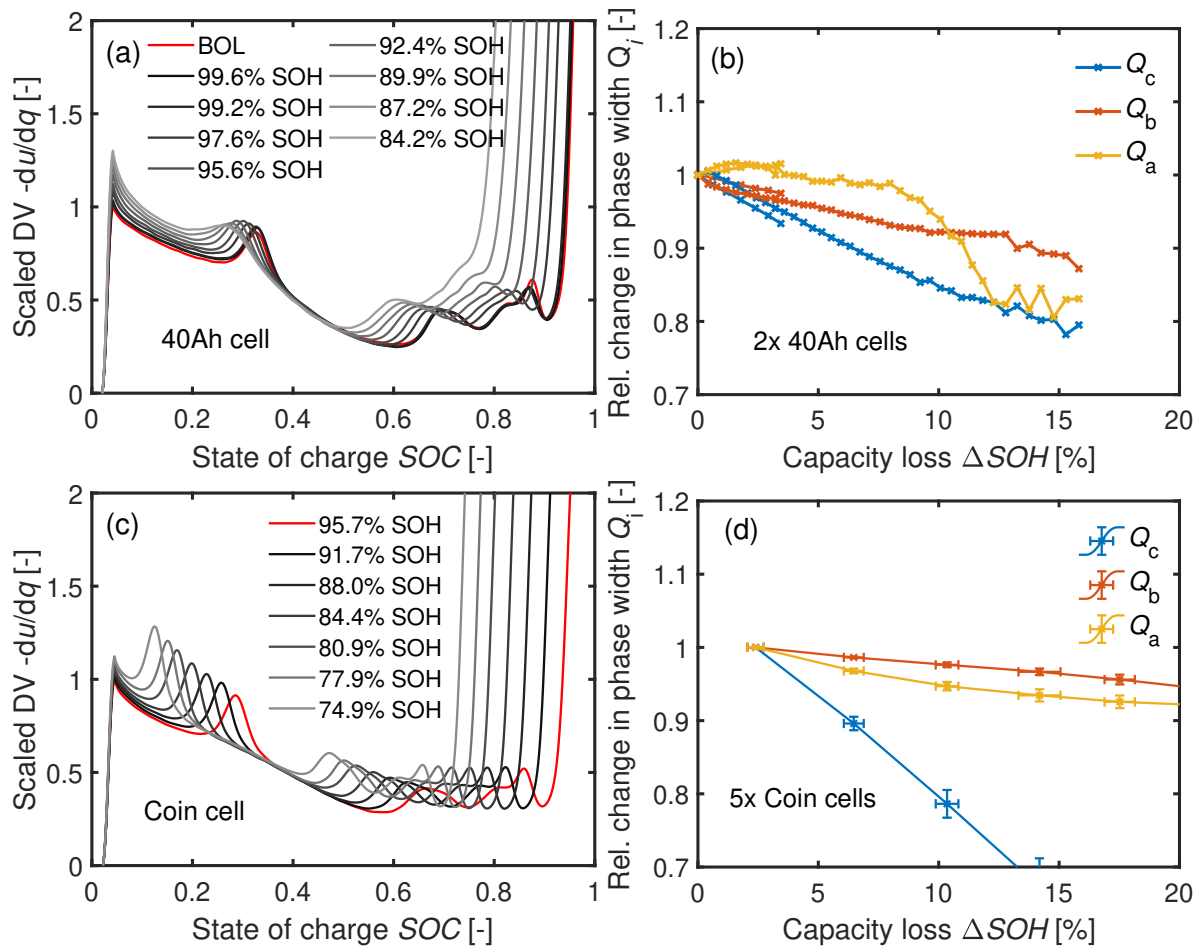 (a)
BOL
99.6% SOH
99.2% SOH
97.6% SOH
95.6% SOH
92.4% SOH
89.9% SOH
87.2% SOH
84.2% SOH
40Ah cell
2
1.5
1
0.5
0
Scaled DV -du/dq [-]
0 0.2 0.4 0.6 0.8 1
State of charge SOC [-]
(b)
Qc
Qb
Qa
2x 40Ah cells
1.2
1.1
1
0.9
0.8
0.7
Rel. change in phase width Qi [-]
0 5 10 15 20
Capacity loss ΔSOH [%]
(c)
95.7% SOH
91.7% SOH
88.0% SOH
84.4% SOH
80.9% SOH
77.9% SOH
74.9% SOH
Coin cell
2
1.5
1
0.5
0
Scaled DV -du/dq [-]
0 0.2 0.4 0.6 0.8 1
State of charge SOC [-]
(d)
Qc
Qb
Qa
5x Coin cells
1.2
1.1
1
0.9
0.8
0.7
Rel. change in phase width Qi [-]
0 5 10 15 20
Capacity loss ΔSOH [%]